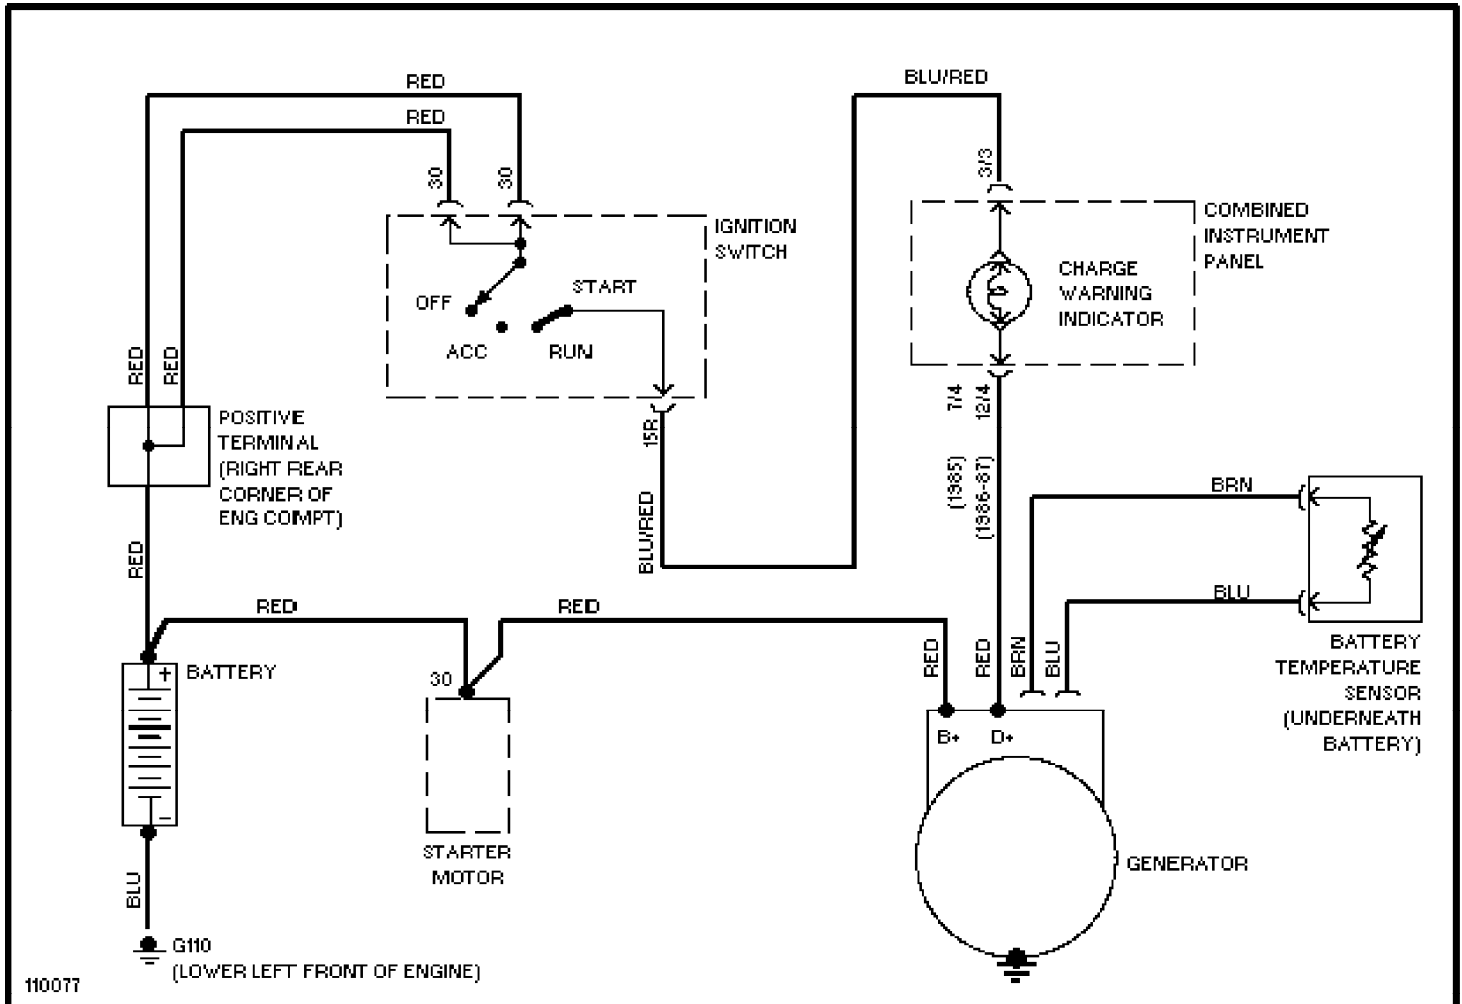 RED
RED
BLU/RED
30
30
3/3
IGNITION
SWITCH
OFF
START
ACC
RUN
COMBINED
INSTRUMENT
PANEL
CHARGE
WARNING
INDICATOR
RED
RED
POSITIVE
TERMINAL
(RIGHT REAR
CORNER OF
ENG COMPT)
15R
BLU/RED
7/4
12/4
(1985)
(1986-87)
BRN
BLU
RED
RED
RED
BATTERY
+
-
30
RED
RED
BRN
BLU
BATTERY
TEMPERATURE
SENSOR
(UNDERNEATH
BATTERY)
B+
D+
STARTER
MOTOR
GENERATOR
BLU
G110
(LOWER LEFT FRONT OF ENGINE)
110077